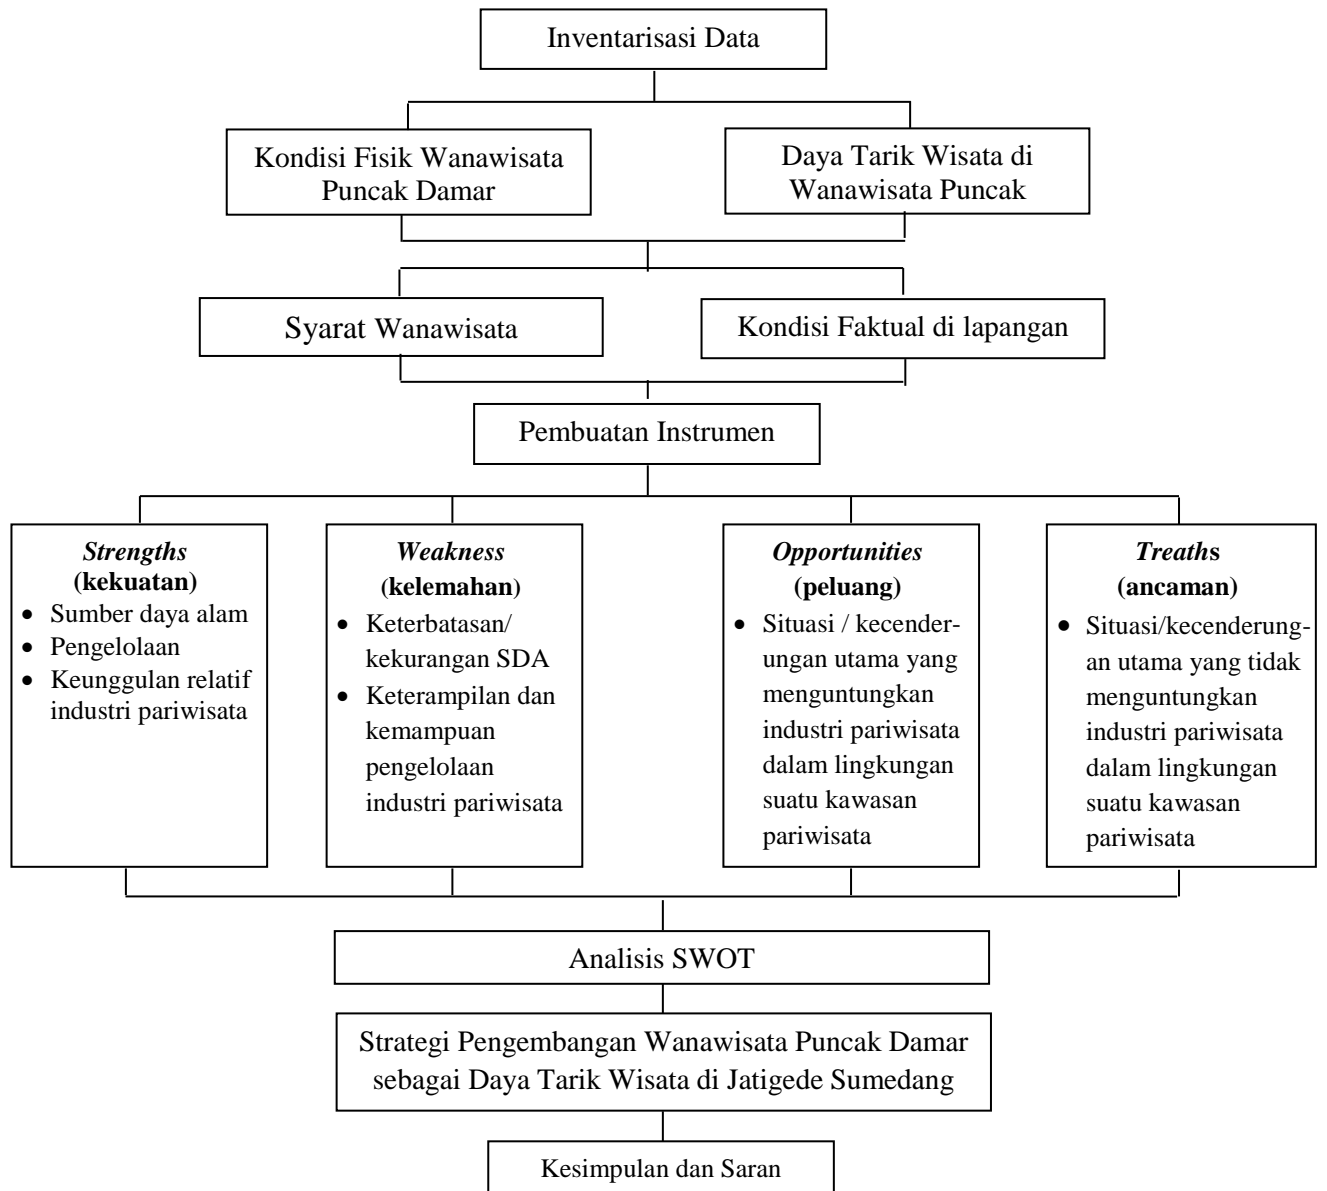 Inventarisasi Data
Kondisi Fisik Wanawisata
Puncak Damar
Daya Tarik Wisata di
Wanawisata Puncak
Syarat Wanawisata
Kondisi Faktual di lapangan
Pembuatan Instrumen
Strengths
(kekuatan)
• Sumber daya alam
• Pengelolaan
• Keunggulan relatif
industri pariwisata
Weakness
(kelemahan)
• Keterbatasan/
kekurangan SDA
• Keterampilan dan
kemampuan
pengelolaan
industri pariwisata
Opportunities
(peluang)
• Situasi / kecender-
ungan utama yang
menguntungkan
industri pariwisata
dalam lingkungan
suatu kawasan
pariwisata
Treaths
(ancaman)
• Situasi/kecenderung-
an utama yang tidak
menguntungkan
industri pariwisata
dalam lingkungan
suatu kawasan
pariwisata
Analisis SWOT
Strategi Pengembangan Wanawisata Puncak Damar
sebagai Daya Tarik Wisata di Jatigede Sumedang
Kesimpulan dan Saran